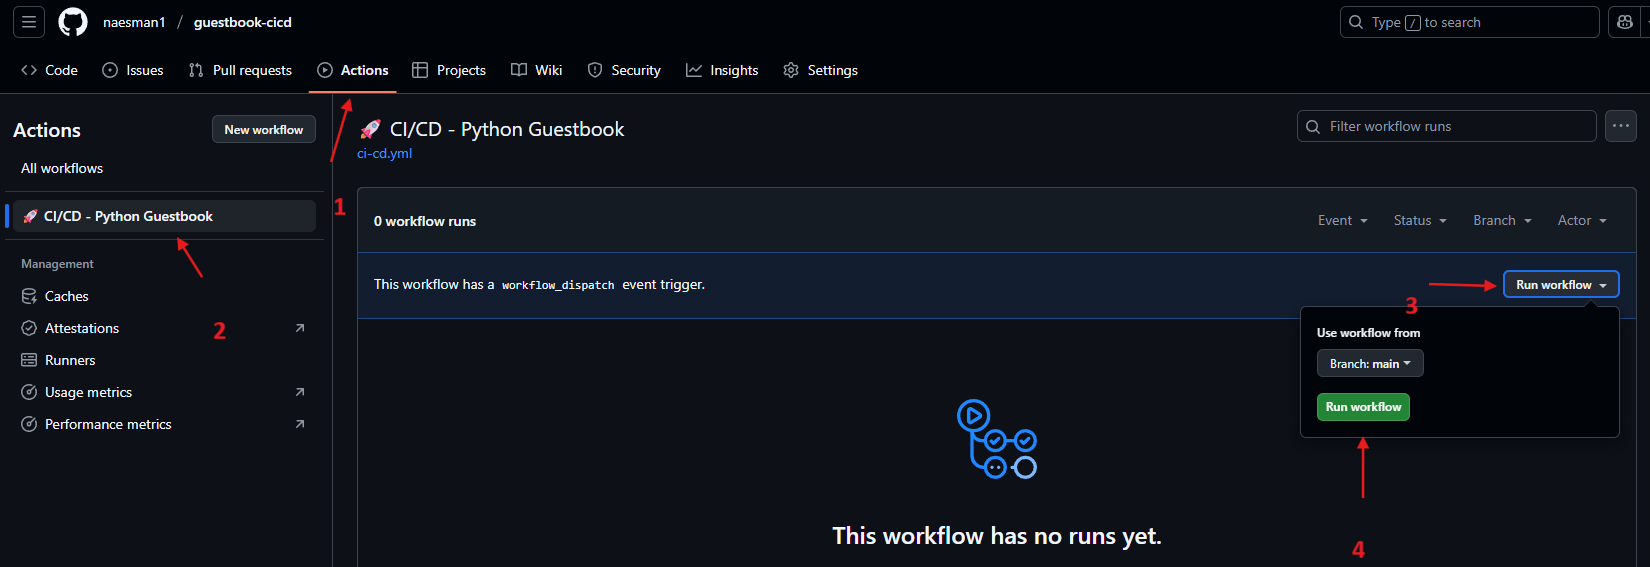 naesman1 / guestbook-cicd
Type / to search
Code
Issues
Pull requests
Actions
Projects
Wiki
Security
Insights
Settings
Actions
New workflow
All workflows
🚀 CI/CD - Python Guestbook
Management
Caches
Attestations
Runners
Usage metrics
Performance metrics
🚀 CI/CD - Python Guestbook
ci-cd.yml
Filter workflow runs
0 workflow runs
Event
Status
Branch
Actor
This workflow has a workflow_dispatch event trigger.
Run workflow
Use workflow from
Branch: main
Run workflow
This workflow has no runs yet.
1
2
3
4